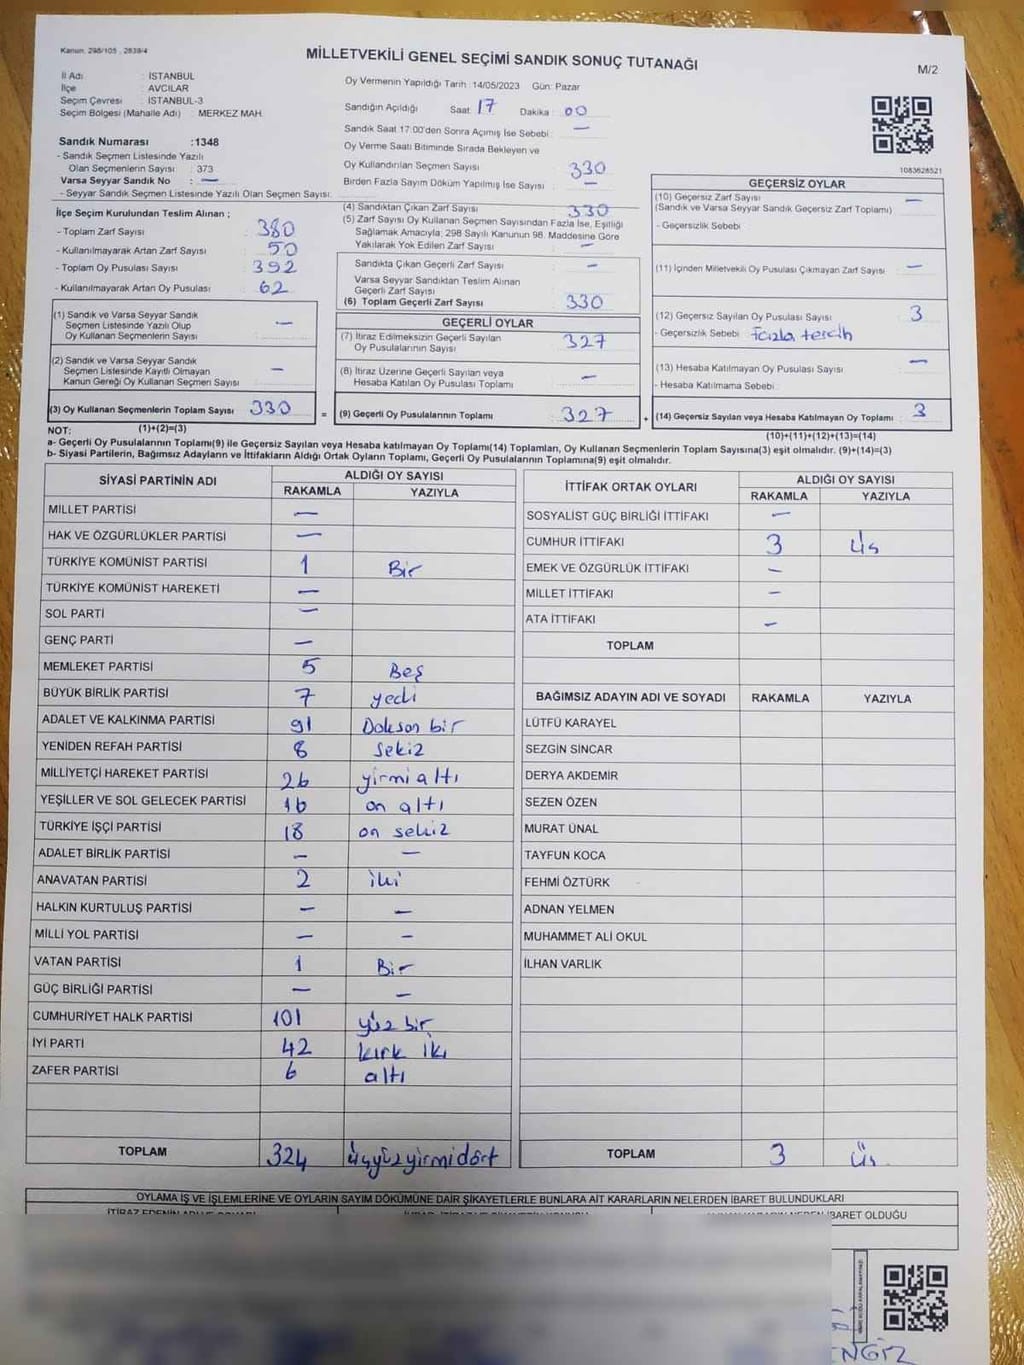 Kanun: 298/105 , 2839/4
MİLLETVEKİLİ GENEL SEÇİMİ SANDIK SONUÇ TUTANAĞI
M/2
İl Adı : İSTANBUL
İlçe : AVCILAR
Seçim Çevresi : İSTANBUL-3
Seçim Bölgesi (Mahalle Adı) : MERKEZ MAH.
Oy Vermenin Yapıldığı Tarih : 14/05/2023 Gün: Pazar
Sandığın Açıldığı Saat: 17 Dakika : 00
Sandık Saat 17:00'den Sonra Açımış İse Sebebi : —
Oy Verme Saati Bitiminde Sırada Bekleyen ve
Oy Kullandırılan Seçmen Sayısı 330
Birden Fazla Sayım Döküm Yapılmış İse Sayısı : —
1083628521
Sandık Numarası :1348
- Sandık Seçmen Listesinde Yazılı
Olan Seçmenlerin Sayısı : 373
Varsa Seyyar Sandık No : —
- Seyyar Sandık Seçmen Listesinde Yazılı Olan Seçmen Sayısı:
İlçe Seçim Kurulundan Teslim Alınan ;
- Toplam Zarf Sayısı : 380
- Kullanılmayarak Artan Zarf Sayısı : 50
- Toplam Oy Pusulası Sayısı : 392
- Kullanılmayarak Artan Oy Pusulası : 62
(1) Sandık ve Varsa Seyyar Sandık
Seçmen Listesinde Yazılı Olup
Oy Kullanan Seçmenlerin Sayısı : —
(2) Sandık ve Varsa Seyyar Sandık
Seçmen Listesinde Kayıtlı Olmayan
Kanun Gereği Oy Kullanan Seçmen Sayısı : —
(3) Oy Kullanan Seçmenlerin Toplam Sayısı 330
(1)+(2)=(3)
(4) Sandıktan Çıkan Zarf Sayısı : 330
(5) Zarf Sayısı Oy Kullanan Seçmen Sayısından Fazla İse, Eşitliği
Sağlamak Amacıyla; 298 Sayılı Kanunun 98. Maddesine Göre
Yakılarak Yok Edilen Zarf Sayısı : —
Sandıkta Çıkan Geçerli Zarf Sayısı : —
Varsa Seyyar Sandıktan Teslim Alınan
Geçerli Zarf Sayısı :
(6) Toplam Geçerli Zarf Sayısı : 330
GEÇERLİ OYLAR
(7) İtiraz Edilmeksizin Geçerli Sayılan
Oy Pusulalarının Sayısı : 327
(8) İtiraz Üzerine Geçerli Sayılan veya
Hesaba Katılan Oy Pusulası Toplamı : —
= (9) Geçerli Oy Pusulalarının Toplamı : 327
GEÇERSİZ OYLAR
(10) Geçersiz Zarf Sayısı : —
(Sandık ve Varsa Seyyar Sandık Geçersiz Zarf Toplamı)
- Geçersizlik Sebebi :
(11) İçinden Milletvekili Oy Pusulası Çıkmayan Zarf Sayısı : —
(12) Geçersiz Sayılan Oy Pusulası Sayısı : 3
- Geçersizlik Sebebi : Fazla tercih
(13) Hesaba Katılmayan Oy Pusulası Sayısı : —
- Hesaba Katılmama Sebebi :
+ (14) Geçersiz Sayılan veya Hesaba Katılmayan Oy Toplamı : 3
(10)+(11)+(12)+(13)=(14)
NOT:
a- Geçerli Oy Pusulalarının Toplamı(9) ile Geçersiz Sayılan veya Hesaba katılmayan Oy Toplamı(14) Toplamları, Oy Kullanan Seçmenlerin Toplam Sayısına(3) eşit olmalıdır. (9)+(14)=(3)
b- Siyasi Partilerin, Bağımsız Adayların ve İttifakların Aldığı Ortak Oyların Toplamı, Geçerli Oy Pusulalarının Toplamına(9) eşit olmalıdır.
SİYASİ PARTİNİN ADI ALDIĞI OY SAYISI
RAKAMLA YAZIYLA
MİLLET PARTİSİ —
HAK VE ÖZGÜRLÜKLER PARTİSİ —
TÜRKİYE KOMÜNİST PARTİSİ 1 Bir
TÜRKİYE KOMÜNİST HAREKETİ —
SOL PARTİ —
GENÇ PARTİ —
MEMLEKET PARTİSİ 5 Beş
BÜYÜK BİRLİK PARTİSİ 7 yedi
ADALET VE KALKINMA PARTİSİ 91 Doksan bir
YENİDEN REFAH PARTİSİ 8 sekiz
MİLLİYETÇİ HAREKET PARTİSİ 26 yirmi altı
YEŞİLLER VE SOL GELECEK PARTİSİ 16 on altı
TÜRKİYE İŞÇİ PARTİSİ 18 on sekiz
ADALET BİRLİK PARTİSİ — —
ANAVATAN PARTİSİ 2 iki
HALKIN KURTULUŞ PARTİSİ — —
MİLLİ YOL PARTİSİ — —
VATAN PARTİSİ 1 Bir
GÜÇ BİRLİĞİ PARTİSİ — —
CUMHURİYET HALK PARTİSİ 101 yüz bir
İYİ PARTİ 42 kırk iki
ZAFER PARTİSİ 6 altı
TOPLAM 324 üçyüzyirmidört
İTTİFAK ORTAK OYLARI ALDIĞI OY SAYISI
RAKAMLA YAZIYLA
SOSYALİST GÜÇ BİRLİĞİ İTTİFAKI —
CUMHUR İTTİFAKI 3 üç
EMEK VE ÖZGÜRLÜK İTTİFAKI —
MİLLET İTTİFAKI —
ATA İTTİFAKI —
TOPLAM
BAĞIMSIZ ADAYIN ADI VE SOYADI RAKAMLA YAZIYLA
LÜTFÜ KARAYEL
SEZGİN SİNCAR
DERYA AKDEMİR
SEZEN ÖZEN
MURAT ÜNAL
TAYFUN KOCA
FEHMİ ÖZTÜRK
ADNAN YELMEN
MUHAMMET ALİ OKUL
İLHAN VARLIK
TOPLAM 3 üç
OYLAMA İŞ VE İŞLEMLERİNE VE OYLARIN SAYIM DÖKÜMÜNE DAİR ŞİKAYETLERLE BUNLARA AİT KARARLARIN NELERDEN İBARET BULUNDUKLARI
İBARET OLDUĞU